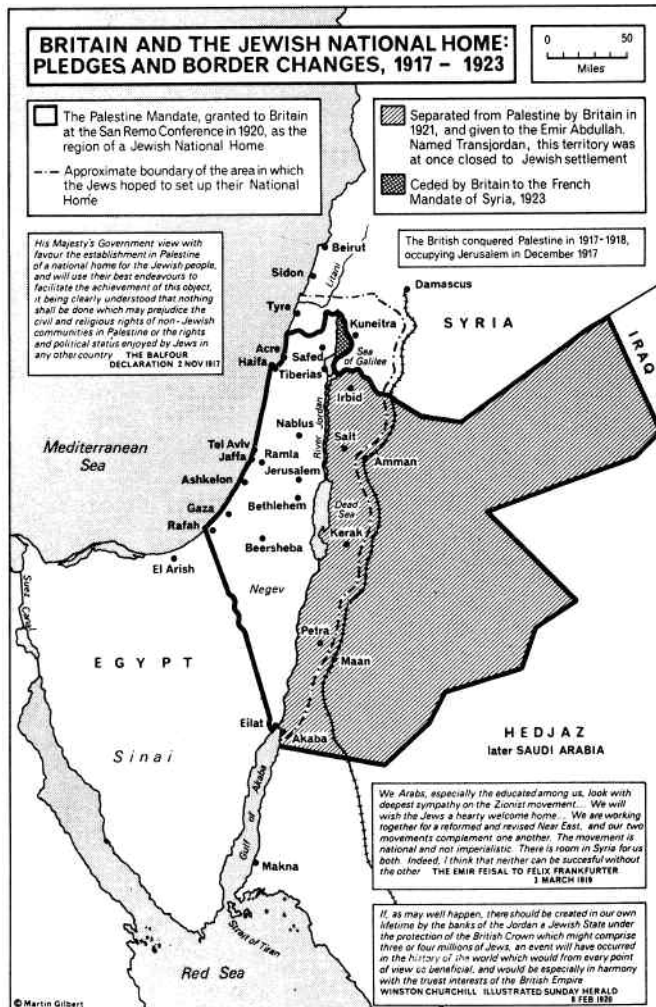 BRITAIN AND THE JEWISH NATIONAL HOME:
PLEDGES AND BORDER CHANGES, 1917 – 1923
0 50
Miles
The Palestine Mandate, granted to Britain
at the San Remo Conference in 1920, as the
region of a Jewish National Home
Approximate boundary of the area in which
the Jews hoped to set up their National
Home
Separated from Palestine by Britain in
1921, and given to the Emir Abdullah.
Named Transjordan, this territory was
at once closed to Jewish settlement
Ceded by Britain to the French
Mandate of Syria, 1923
His Majesty's Government view with
favour the establishment in Palestine
of a national home for the Jewish people,
and will use their best endeavours to
facilitate the achievement of this object,
it being clearly understood that nothing
shall be done which may prejudice the
civil and religious rights of non-Jewish
communities in Palestine or the rights
and political status enjoyed by Jews in
any other country THE BALFOUR
DECLARATION 2 NOV 1917
The British conquered Palestine in 1917-1918,
occupying Jerusalem in December 1917
Beirut
Sidon
Litani
Damascus
Tyre
Kuneitra
SYRIA
IRAQ
Acre
Haifa
Safed
Sea
of Galilee
Tiberias
Irbid
Nablus
River Jordan
Salt
Mediterranean
Sea
Tel Aviv
Jaffa
Ramla
Amman
Jerusalem
Ashkelon
Bethlehem
Dead
Sea
Gaza
Rafah
Kerak
Beersheba
El Arish
Suez Canal
Negev
Petra
EGYPT
Maan
Eilat
Akaba
Sinai
HEDJAZ
later SAUDI ARABIA
Gulf of Akaba
We Arabs, especially the educated among us, look with
deepest sympathy on the Zionist movement... We will
wish the Jews a hearty welcome home... We are working
together for a reformed and revised Near East, and our two
movements complement one another. The movement is
national and not imperialistic. There is room in Syria for us
both. Indeed, I think that neither can be succesful without
the other THE EMIR FEISAL TO FELIX FRANKFURTER
3 MARCH 1919
Makna
Strait of Tiran
Red Sea
If, as may well happen, there should be created in our own
lifetime by the banks of the Jordan a Jewish State under
the protection of the British Crown which might comprise
three or four millions of Jews, an event will have occurred
in the history of the world which would from every point
of view be beneficial, and would be especially in harmony
with the truest interests of the British Empire
WINSTON CHURCHILL ILLUSTRATED SUNDAY HERALD
8 FEB 1920
© Martin Gilbert